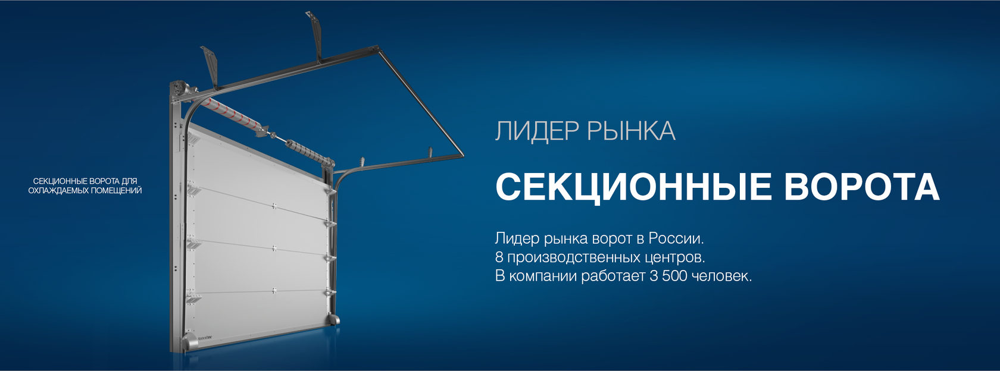 ЛИДЕР РЫНКА
СЕКЦИОННЫЕ ВОРОТА
СЕКЦИОННЫЕ ВОРОТА ДЛЯ
ОХЛАЖДАЕМЫХ ПОМЕЩЕНИЙ
Лидер рынка ворот в России.
8 производственных центров.
В компании работает 3 500 человек.